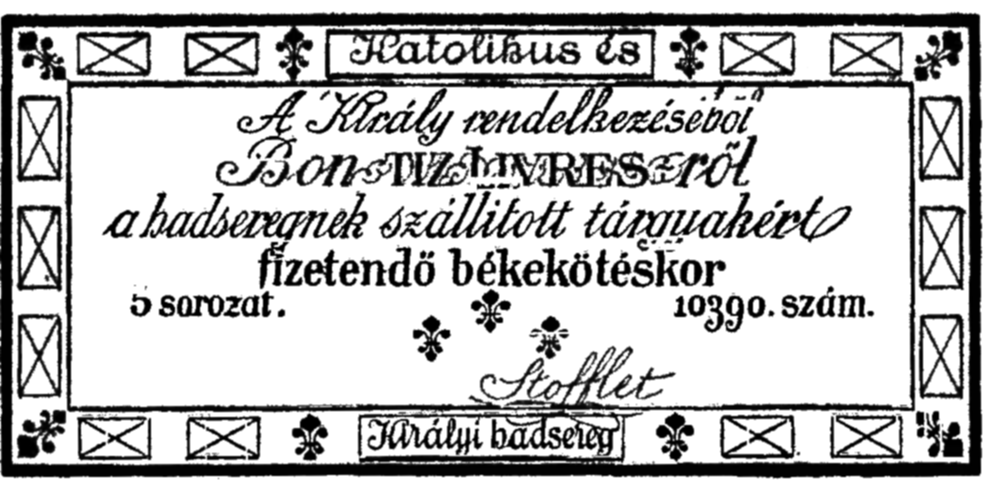 Katolikus és
A Király rendelkezéséből
Bon TIZ LIVRES-ről
a hadseregnek szállitott tárgyakért
fizetendő békekötéskor
5 sorozat. 10390. szám.
Stofflet
Királyi hadsereg